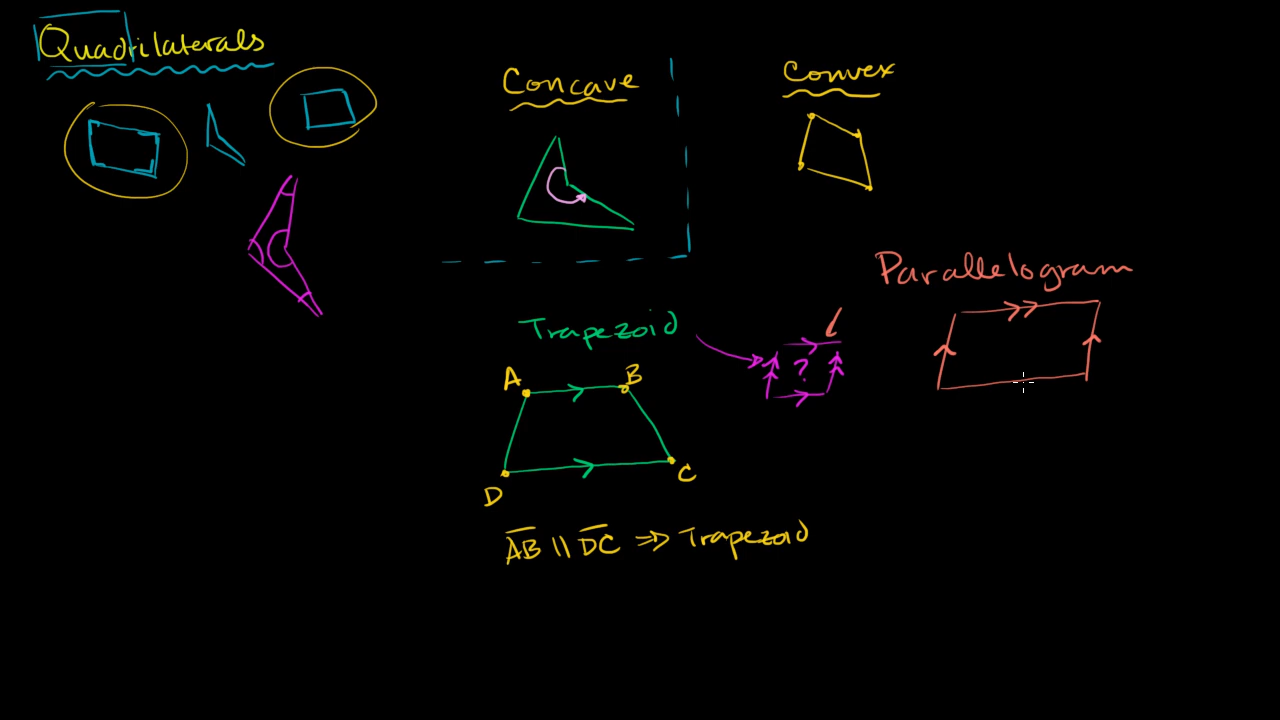 Quadrilaterals
Concave
Convex
Parallelogram
Trapezoid
?
A
B
D
C
AB || DC => Trapezoid